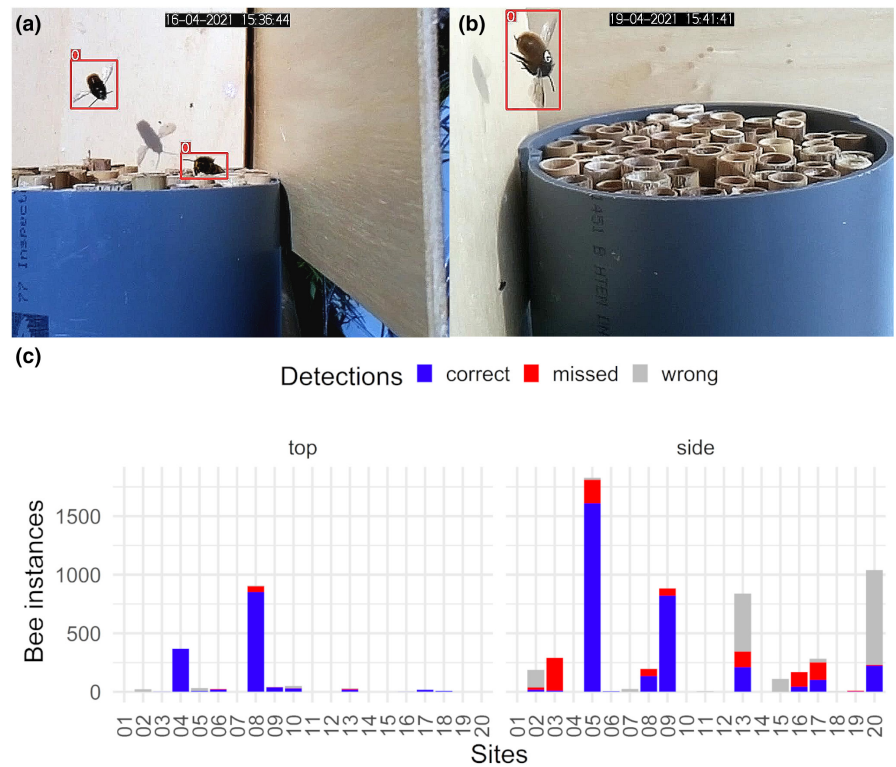 (a)
16-04-2021 15:36:44
0
0
77 Inspect
(b)
19-04-2021 15:41:41
0
1451 B
(c)
Detections correct missed wrong
top side
Bee instances
1500
1000
500
0
01 02 03 04 05 06 07 08 09 10 11 12 13 14 15 16 17 18 19 20
01 02 03 04 05 06 07 08 09 10 11 12 13 14 15 16 17 18 19 20
Sites